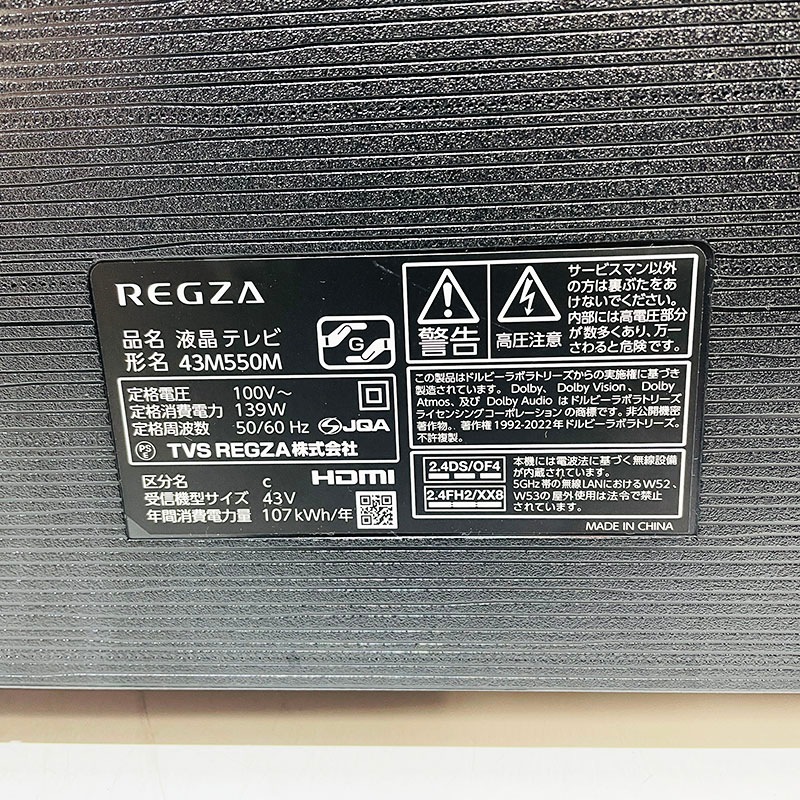 REGZA
品名 液晶テレビ
形名 43M550M
G
定格電圧 100V～
定格消費電力 139W
定格周波数 50/60 Hz JQA
PS E TVS REGZA株式会社
区分名 c HDMI
受信機型サイズ 43V
年間消費電力量 107kWh/年
警告
高圧注意
サービスマン以外
の方は裏ぶたをあ
けないでください。
内部には高電圧部分
が数多くあり、万一
さわると危険です。
この製品はドルビーラボラトリーズからの実施権に基づき
製造されています。Dolby、Dolby Vision、Dolby
Atmos、及び Dolby Audio はドルビーラボラトリーズ
ライセンシングコーポレーションの商標です。非公開機密
著作物。著作権 1992-2022年ドルビーラボラトリーズ。
不許複製。
2.4DS/OF4
2.4FH2/XX8
本機には電波法に基づく無線設備
が内蔵されています。
5GHz帯の無線LANにおけるW52、
W53の屋外使用は法令で禁止
されています。
MADE IN CHINA